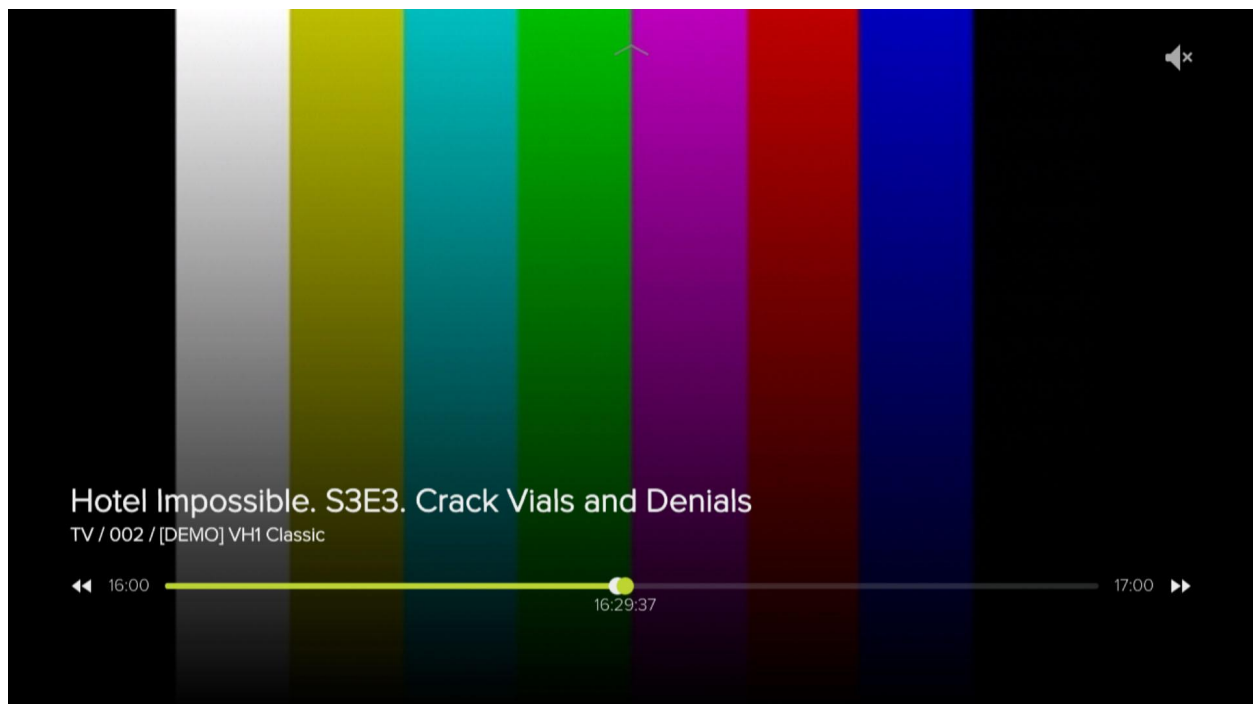 Hotel Impossible. S3E3. Crack Vials and Denials
TV / 002 / [DEMO] VH1 Classic
16:00 17:00
16:29:37